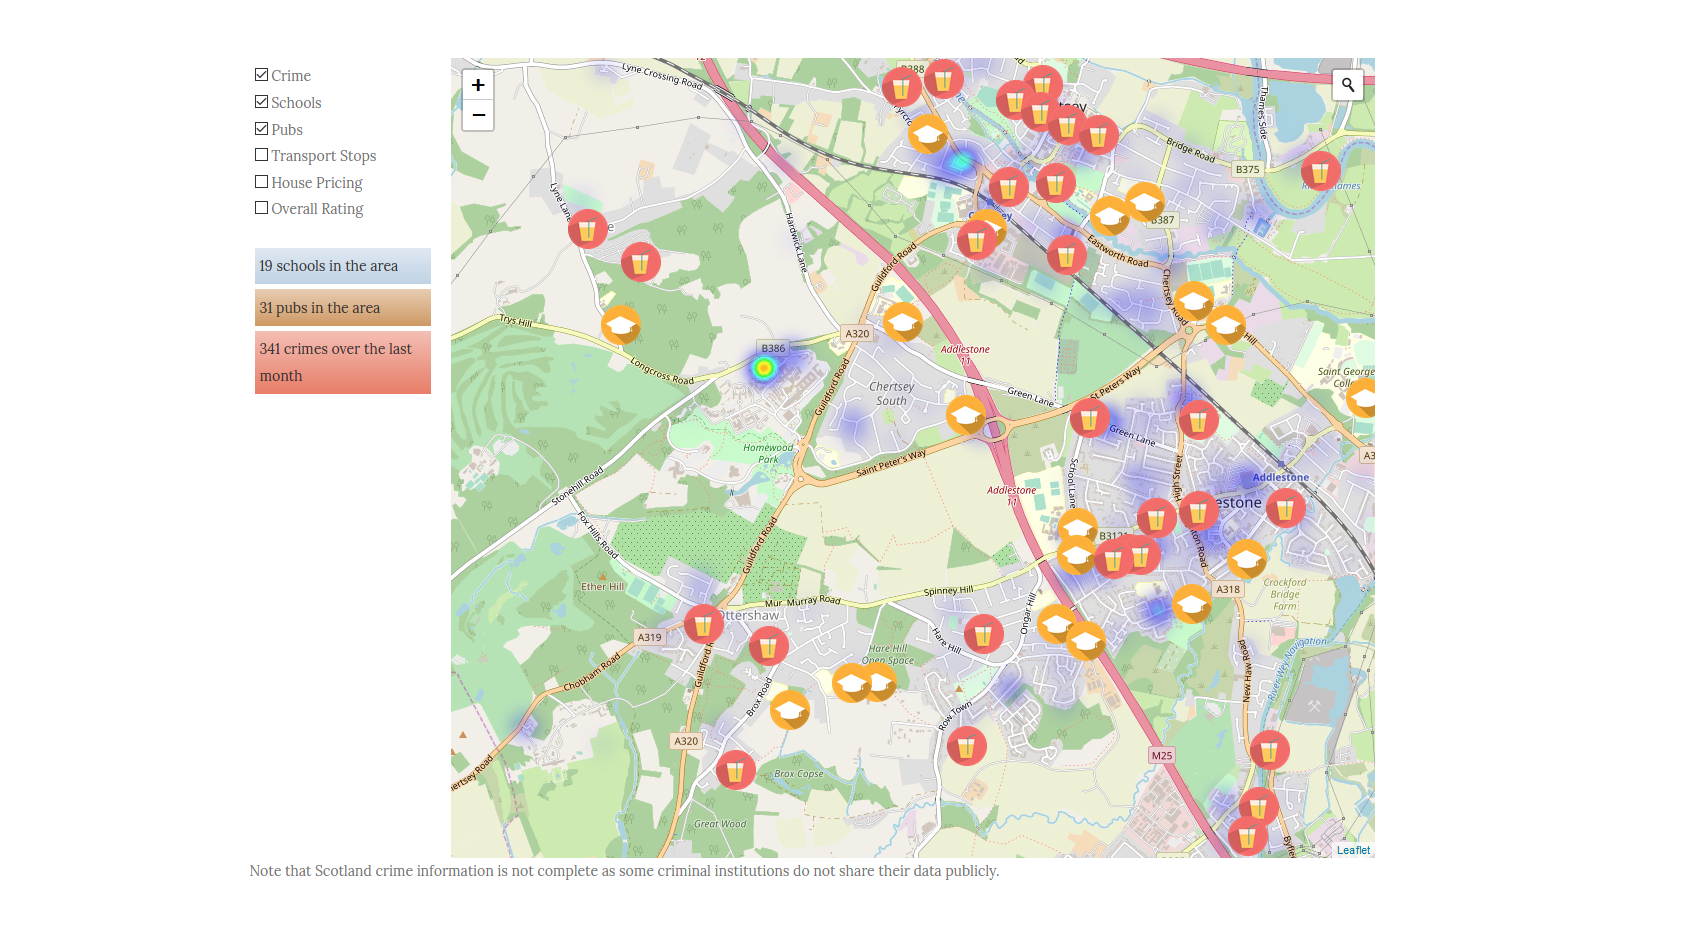 Crime
Schools
Pubs
Transport Stops
House Pricing
Overall Rating
19 schools in the area
31 pubs in the area
341 crimes over the last
month
+
−
Lyne Crossing Road
Thames Side
Bridge Road
B375
Lyne Lane
Hardwick Lane
B387
Guildford Road
Eastworth Road
Chertsey Road
Trys Hill
A320
B386
Addlestone
11
Hill
Longcross Road
Guildford Road
Chertsey
South
Green Lane
St Peters Way
Saint George
Green Lane
Homewood
Park
Saint Peter's Way
School Lane
High Street
Stonehill Road
Addlestone
11
Addlestone
estone
Fox Hills Road
Guildford Road
Ether Hill
Spinney Hill
Crockford
Bridge
Farm
A318
Murray Road
Ottershaw
A319
Ongar Hill
Hare Hill
Hare Hill
Open Space
River Wey Navigation
New Haw Road
Chobham Road
Brox Road
Row Town
A320
M25
Brox Copse
Great Wood
Leaflet
Note that Scotland crime information is not complete as some criminal institutions do not share their data publicly.